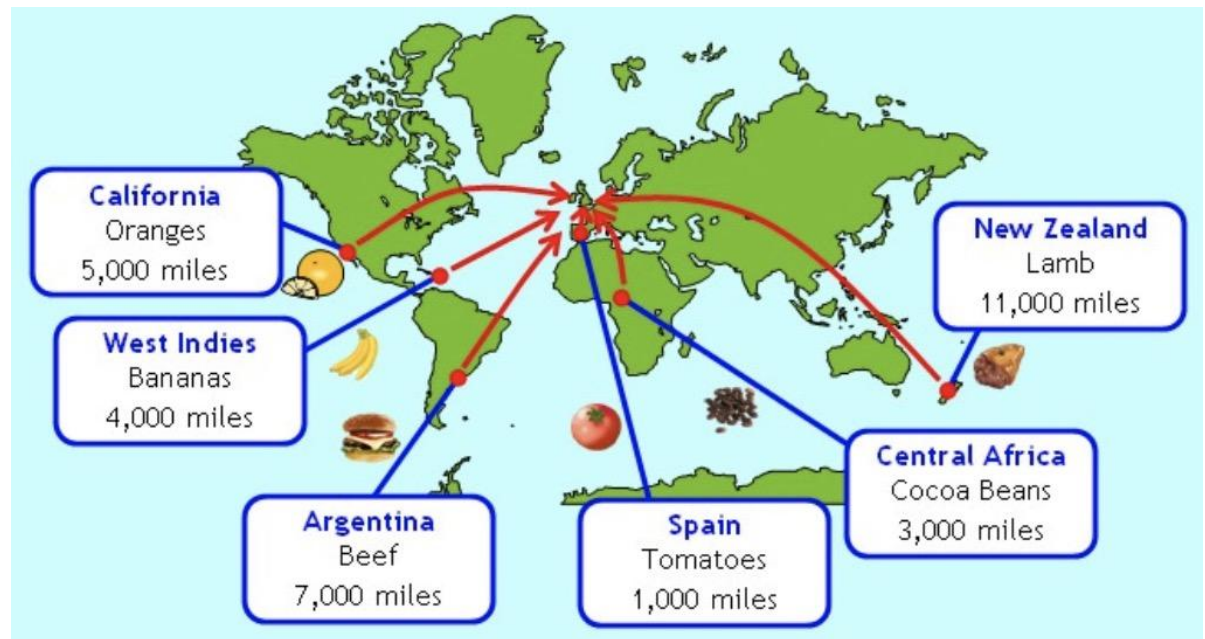 California
Oranges
5,000 miles
West Indies
Bananas
4,000 miles
Argentina
Beef
7,000 miles
Spain
Tomatoes
1,000 miles
Central Africa
Cocoa Beans
3,000 miles
New Zealand
Lamb
11,000 miles